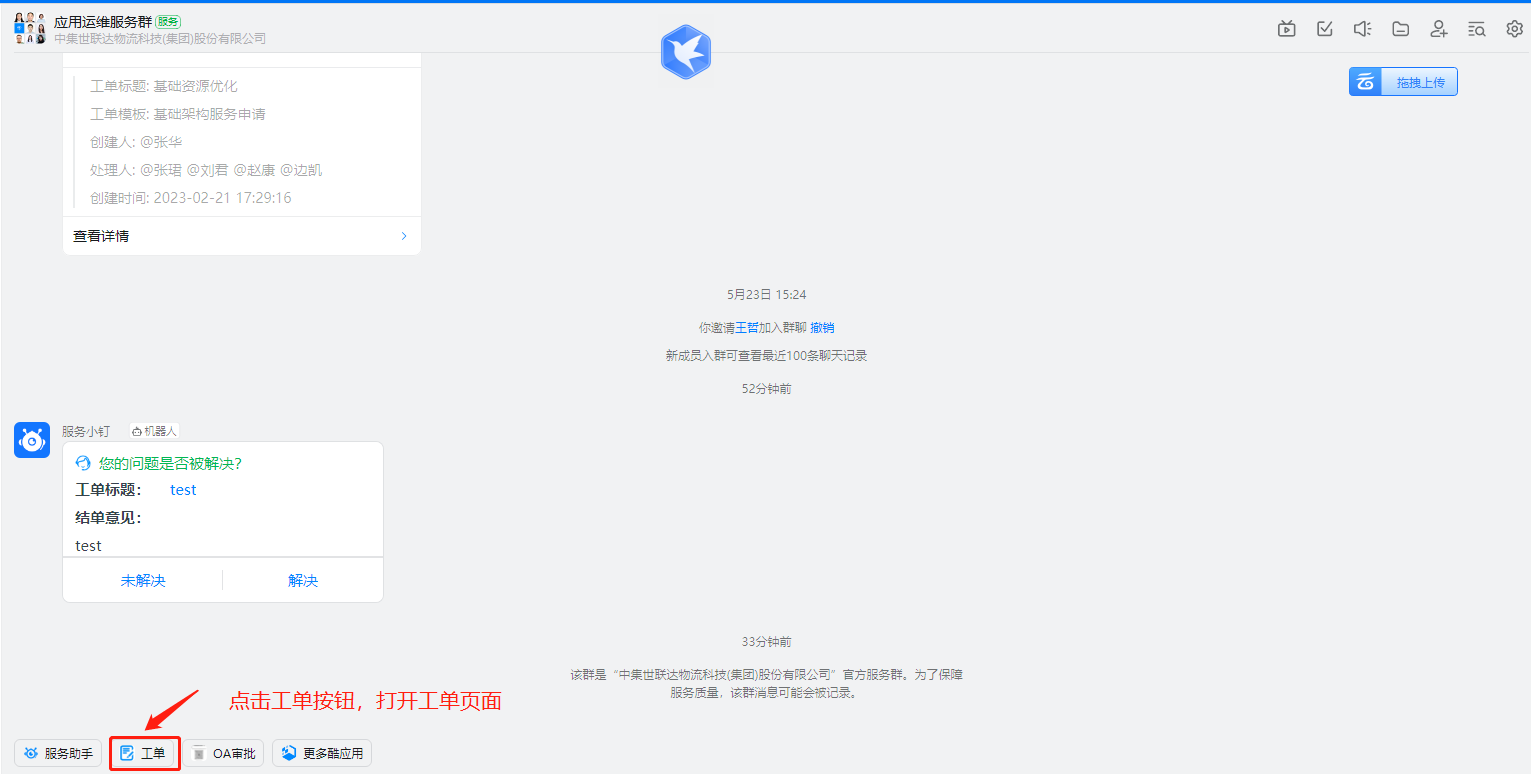 应用运维服务群 服务
中集世联达物流科技(集团)股份有限公司
拖拽上传
工单标题: 基础资源优化
工单模板: 基础架构服务申请
创建人: @张华
处理人: @张珺 @刘君 @赵康 @边凯
创建时间: 2023-02-21 17:29:16
查看详情
5月23日 15:24
你邀请王哲加入群聊 撤销
新成员入群可查看最近100条聊天记录
52分钟前
服务小钉 机器人
您的问题是否被解决?
工单标题： test
结单意见：
test
未解决 解决
33分钟前
该群是“中集世联达物流科技(集团)股份有限公司”官方服务群。为了保障
服务质量，该群消息可能会被记录。
点击工单按钮，打开工单页面
服务助手 工单 OA审批 更多酷应用